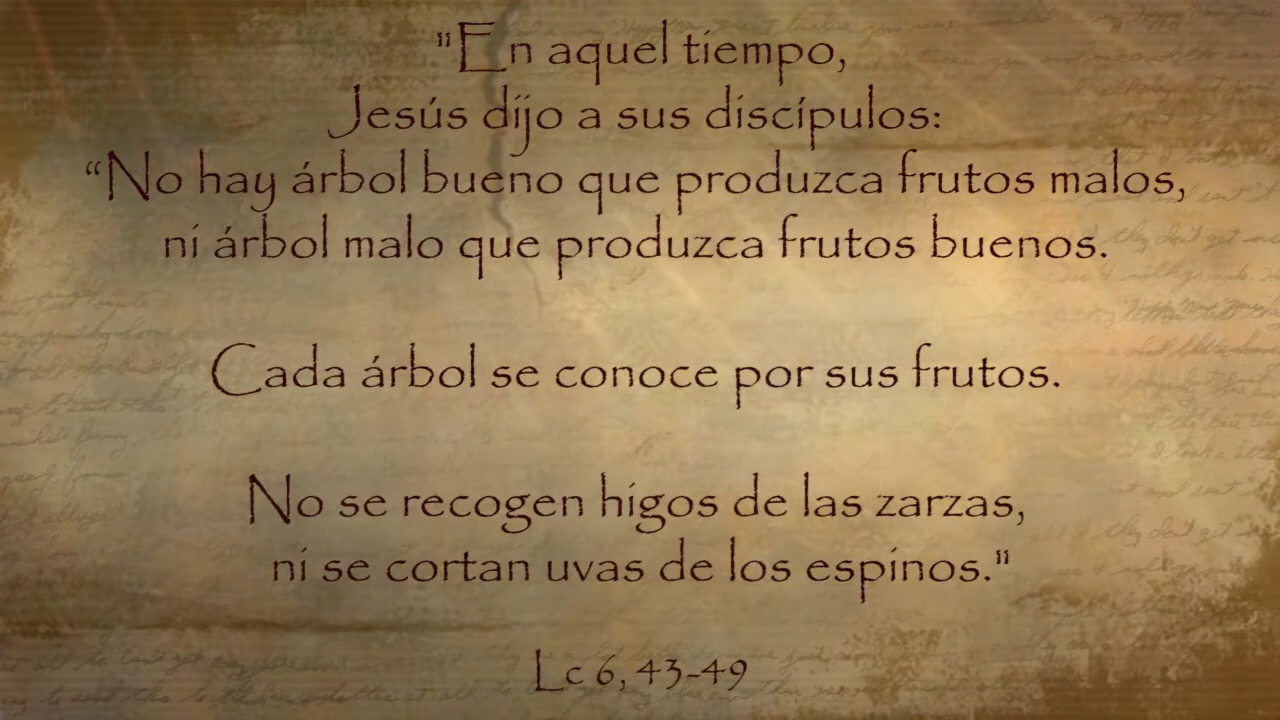 "En aquel tiempo,
Jesús dijo a sus discípulos:
“No hay árbol bueno que produzca frutos malos,
ni árbol malo que produzca frutos buenos.
Cada árbol se conoce por sus frutos.
No se recogen higos de las zarzas,
ni se cortan uvas de los espinos."
Lc 6, 43-49